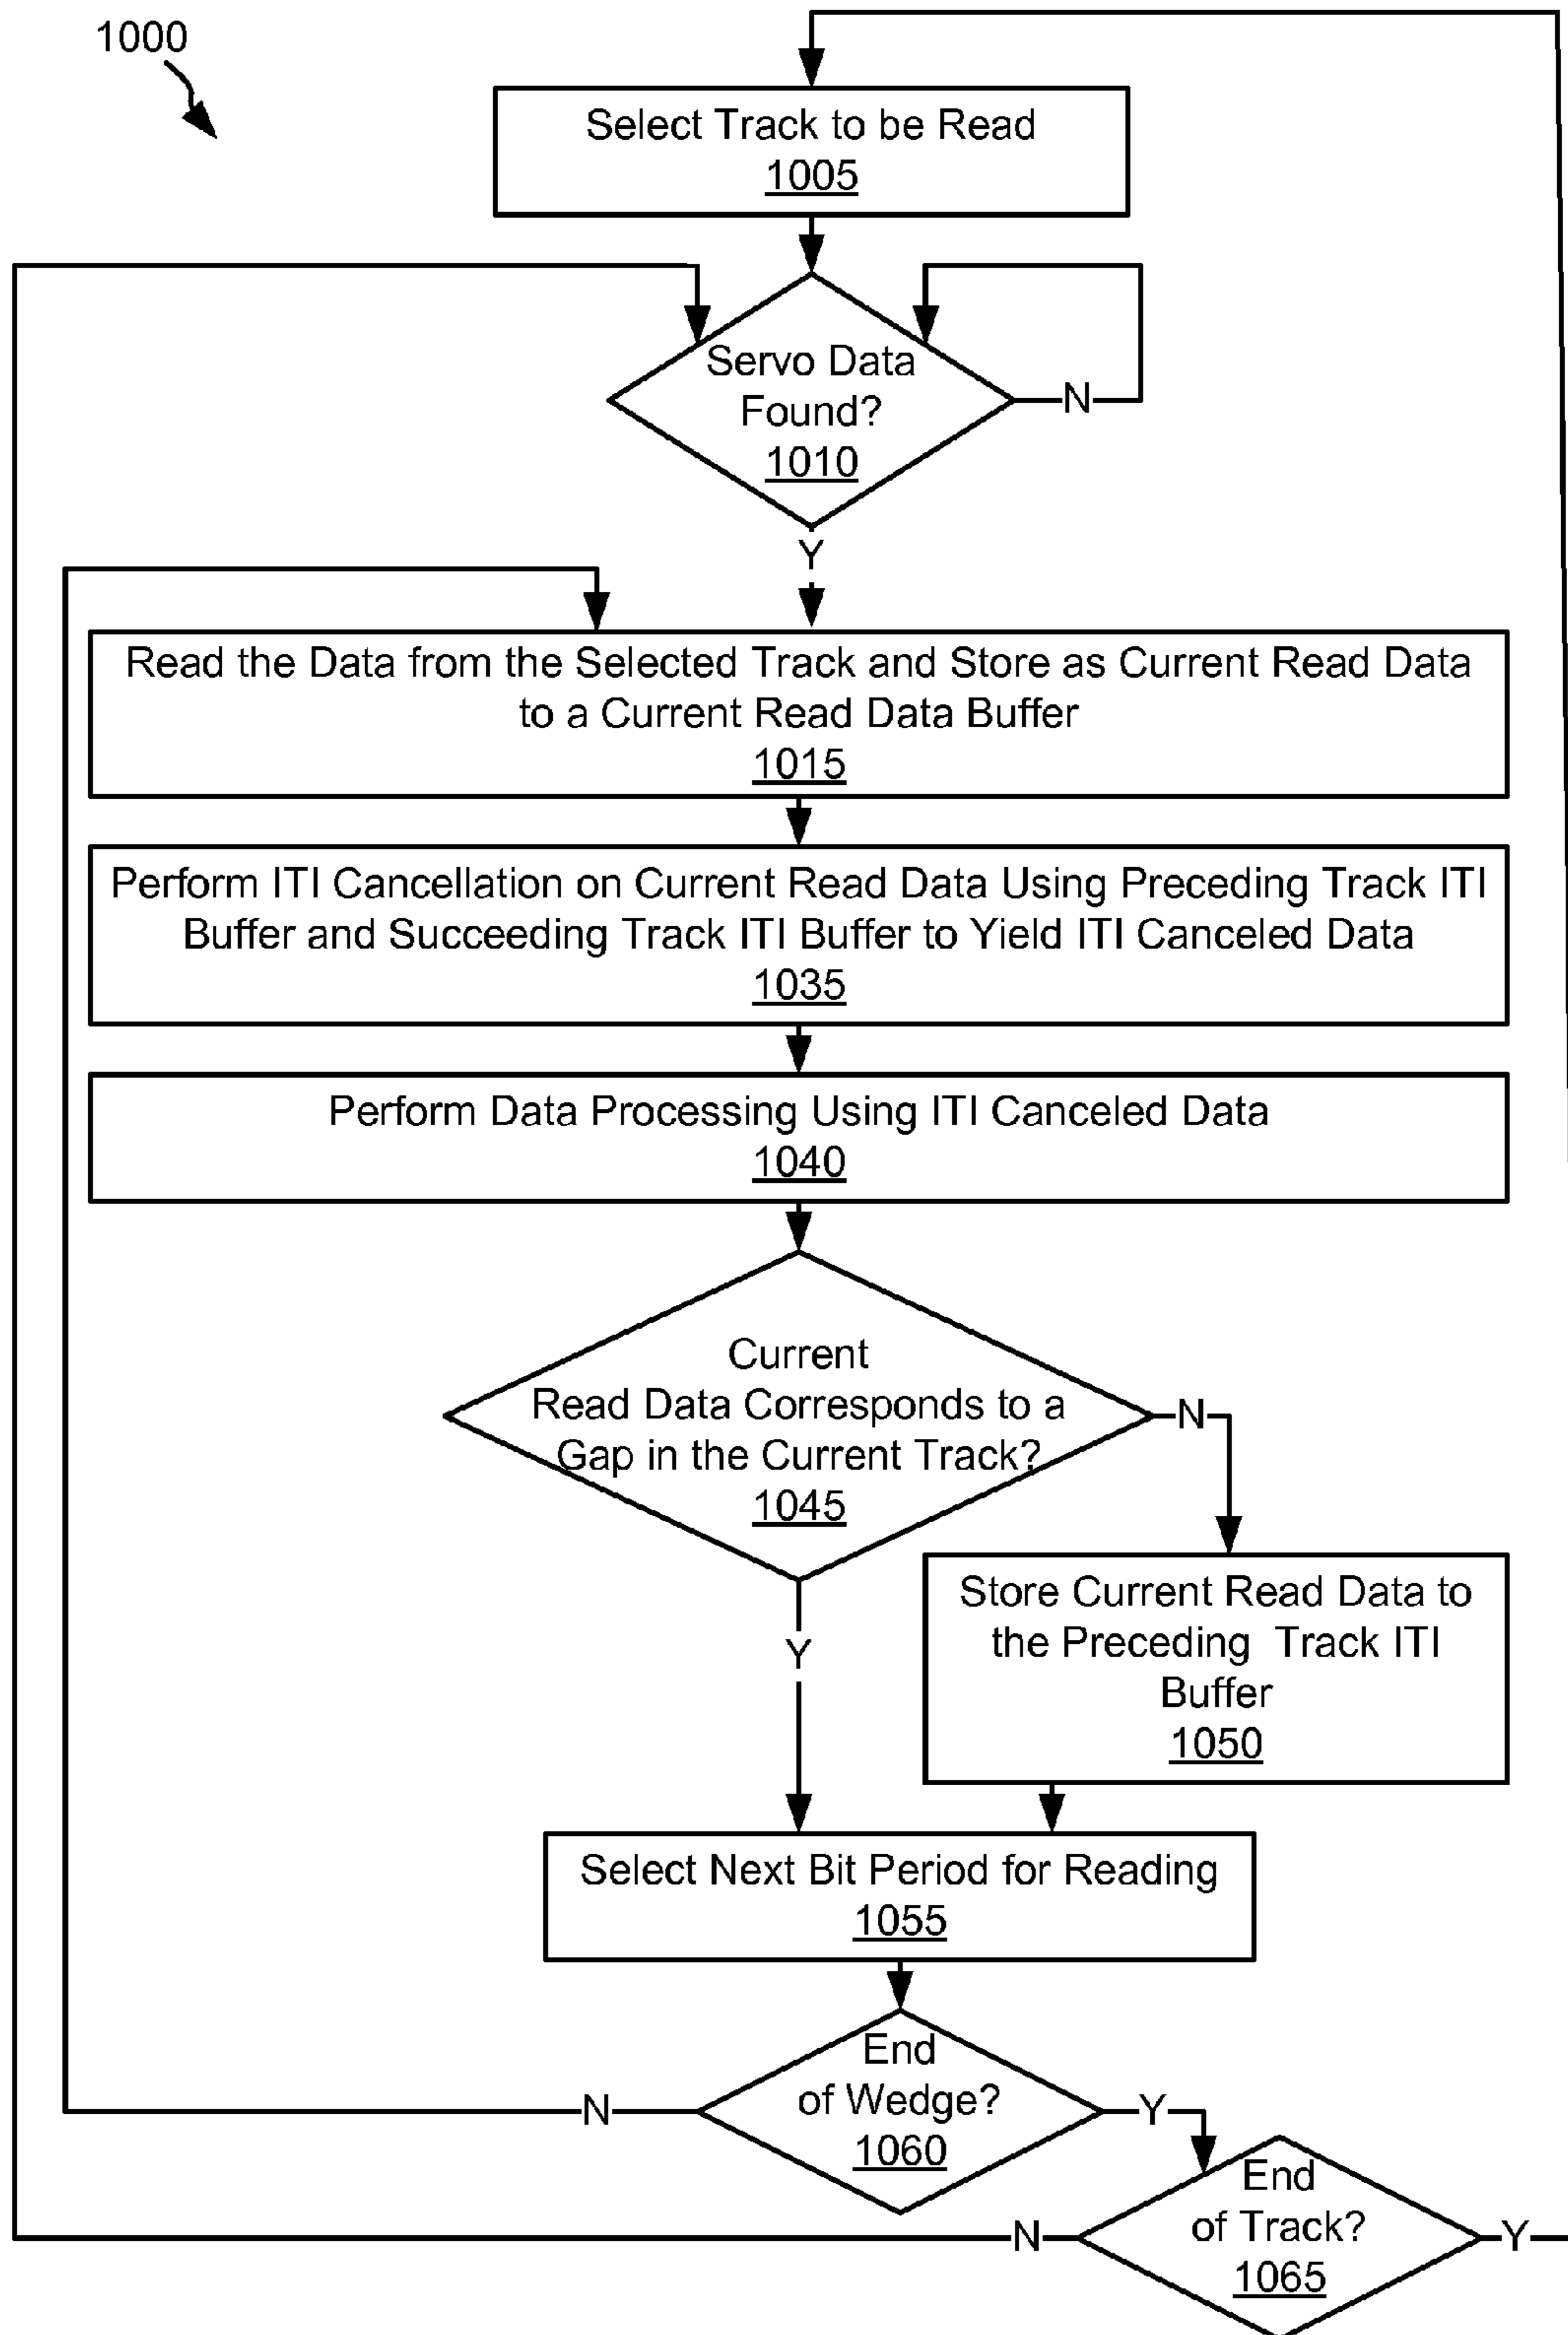 1000
Select Track to be Read
1005
Servo Data
Found?
N
1010
Y
Read the Data from the Selected Track and Store as Current Read Data
to a Current Read Data Buffer
1015
Perform ITI Cancellation on Current Read Data Using Preceding Track ITI
Buffer and Succeeding Track ITI Buffer to Yield ITI Canceled Data
1035
Perform Data Processing Using ITI Canceled Data
1040
Current
Read Data Corresponds to a
Gap in the Current Track?
1045
N
Y
Store Current Read Data to
the Preceding Track ITI
Buffer
1050
Select Next Bit Period for Reading
1055
End
of Wedge?
1060
N
Y
End
of Track?
1065
N
Y